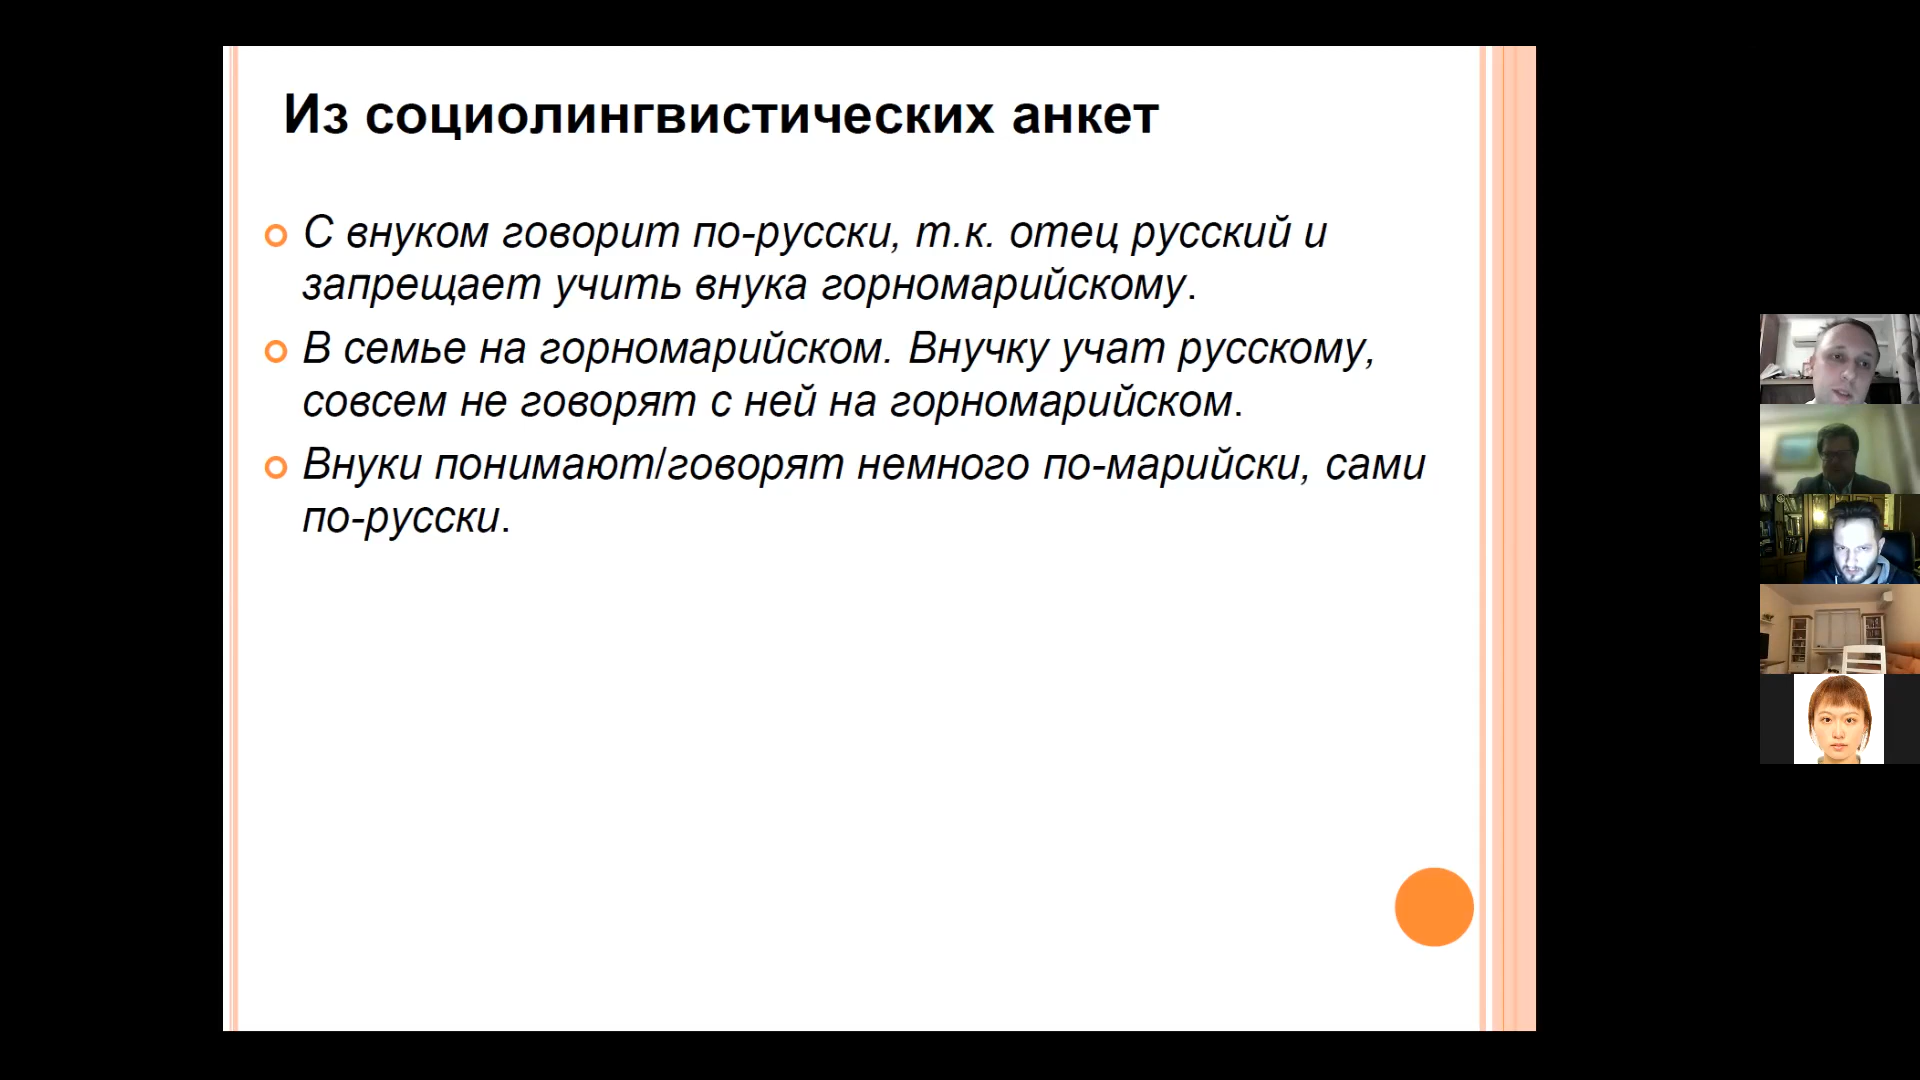 Из социолингвистических анкет
С внуком говорит по-русски, т.к. отец русский и
запрещает учить внука горномарийскому.
В семье на горномарийском. Внучку учат русскому,
совсем не говорят с ней на горномарийском.
Внуки понимают/говорят немного по-марийски, сами
по-русски.